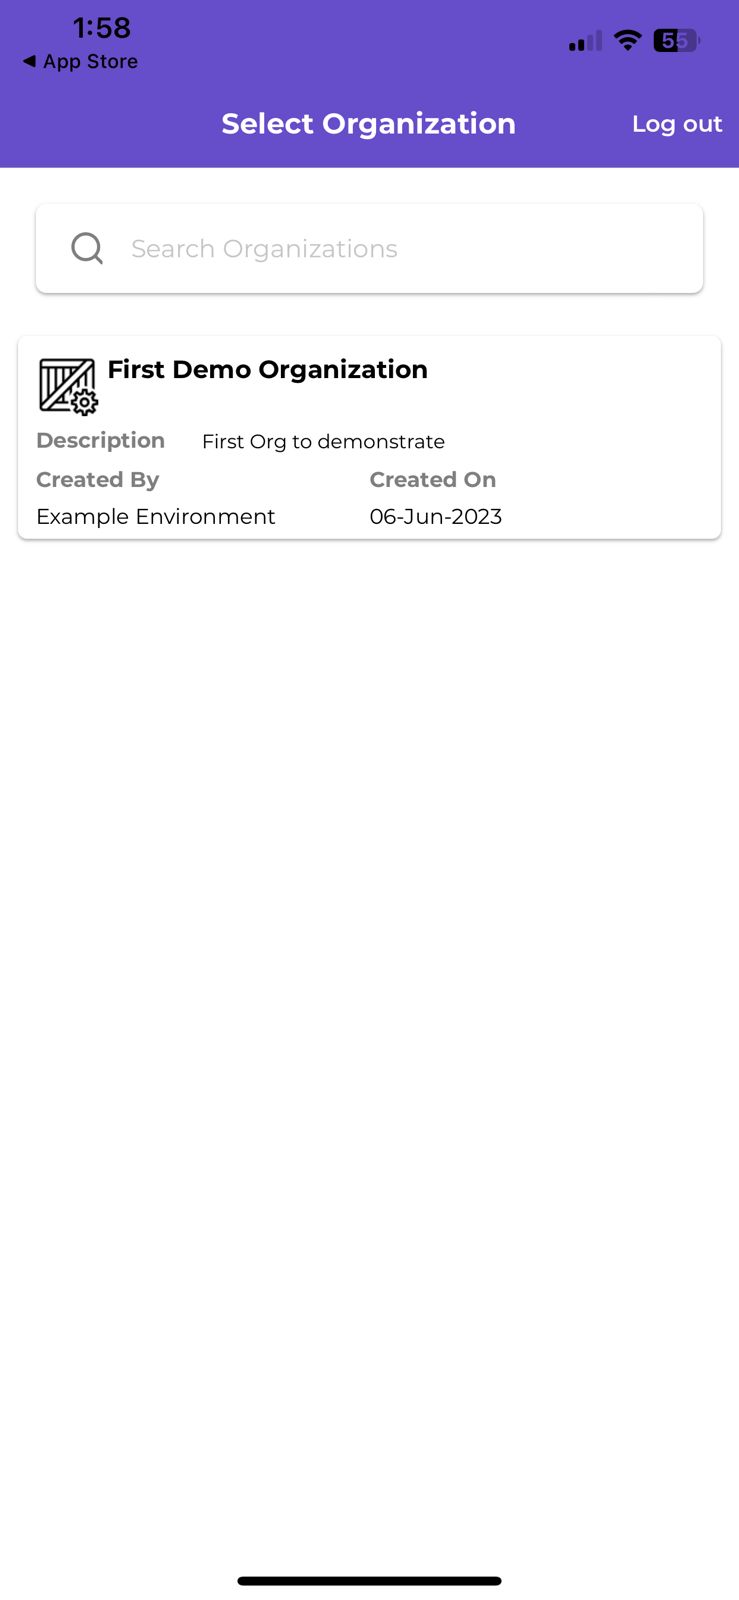 1:58
55
◀ App Store
Select Organization
Log out
Search Organizations
First Demo Organization
Description First Org to demonstrate
Created By Created On
Example Environment 06-Jun-2023